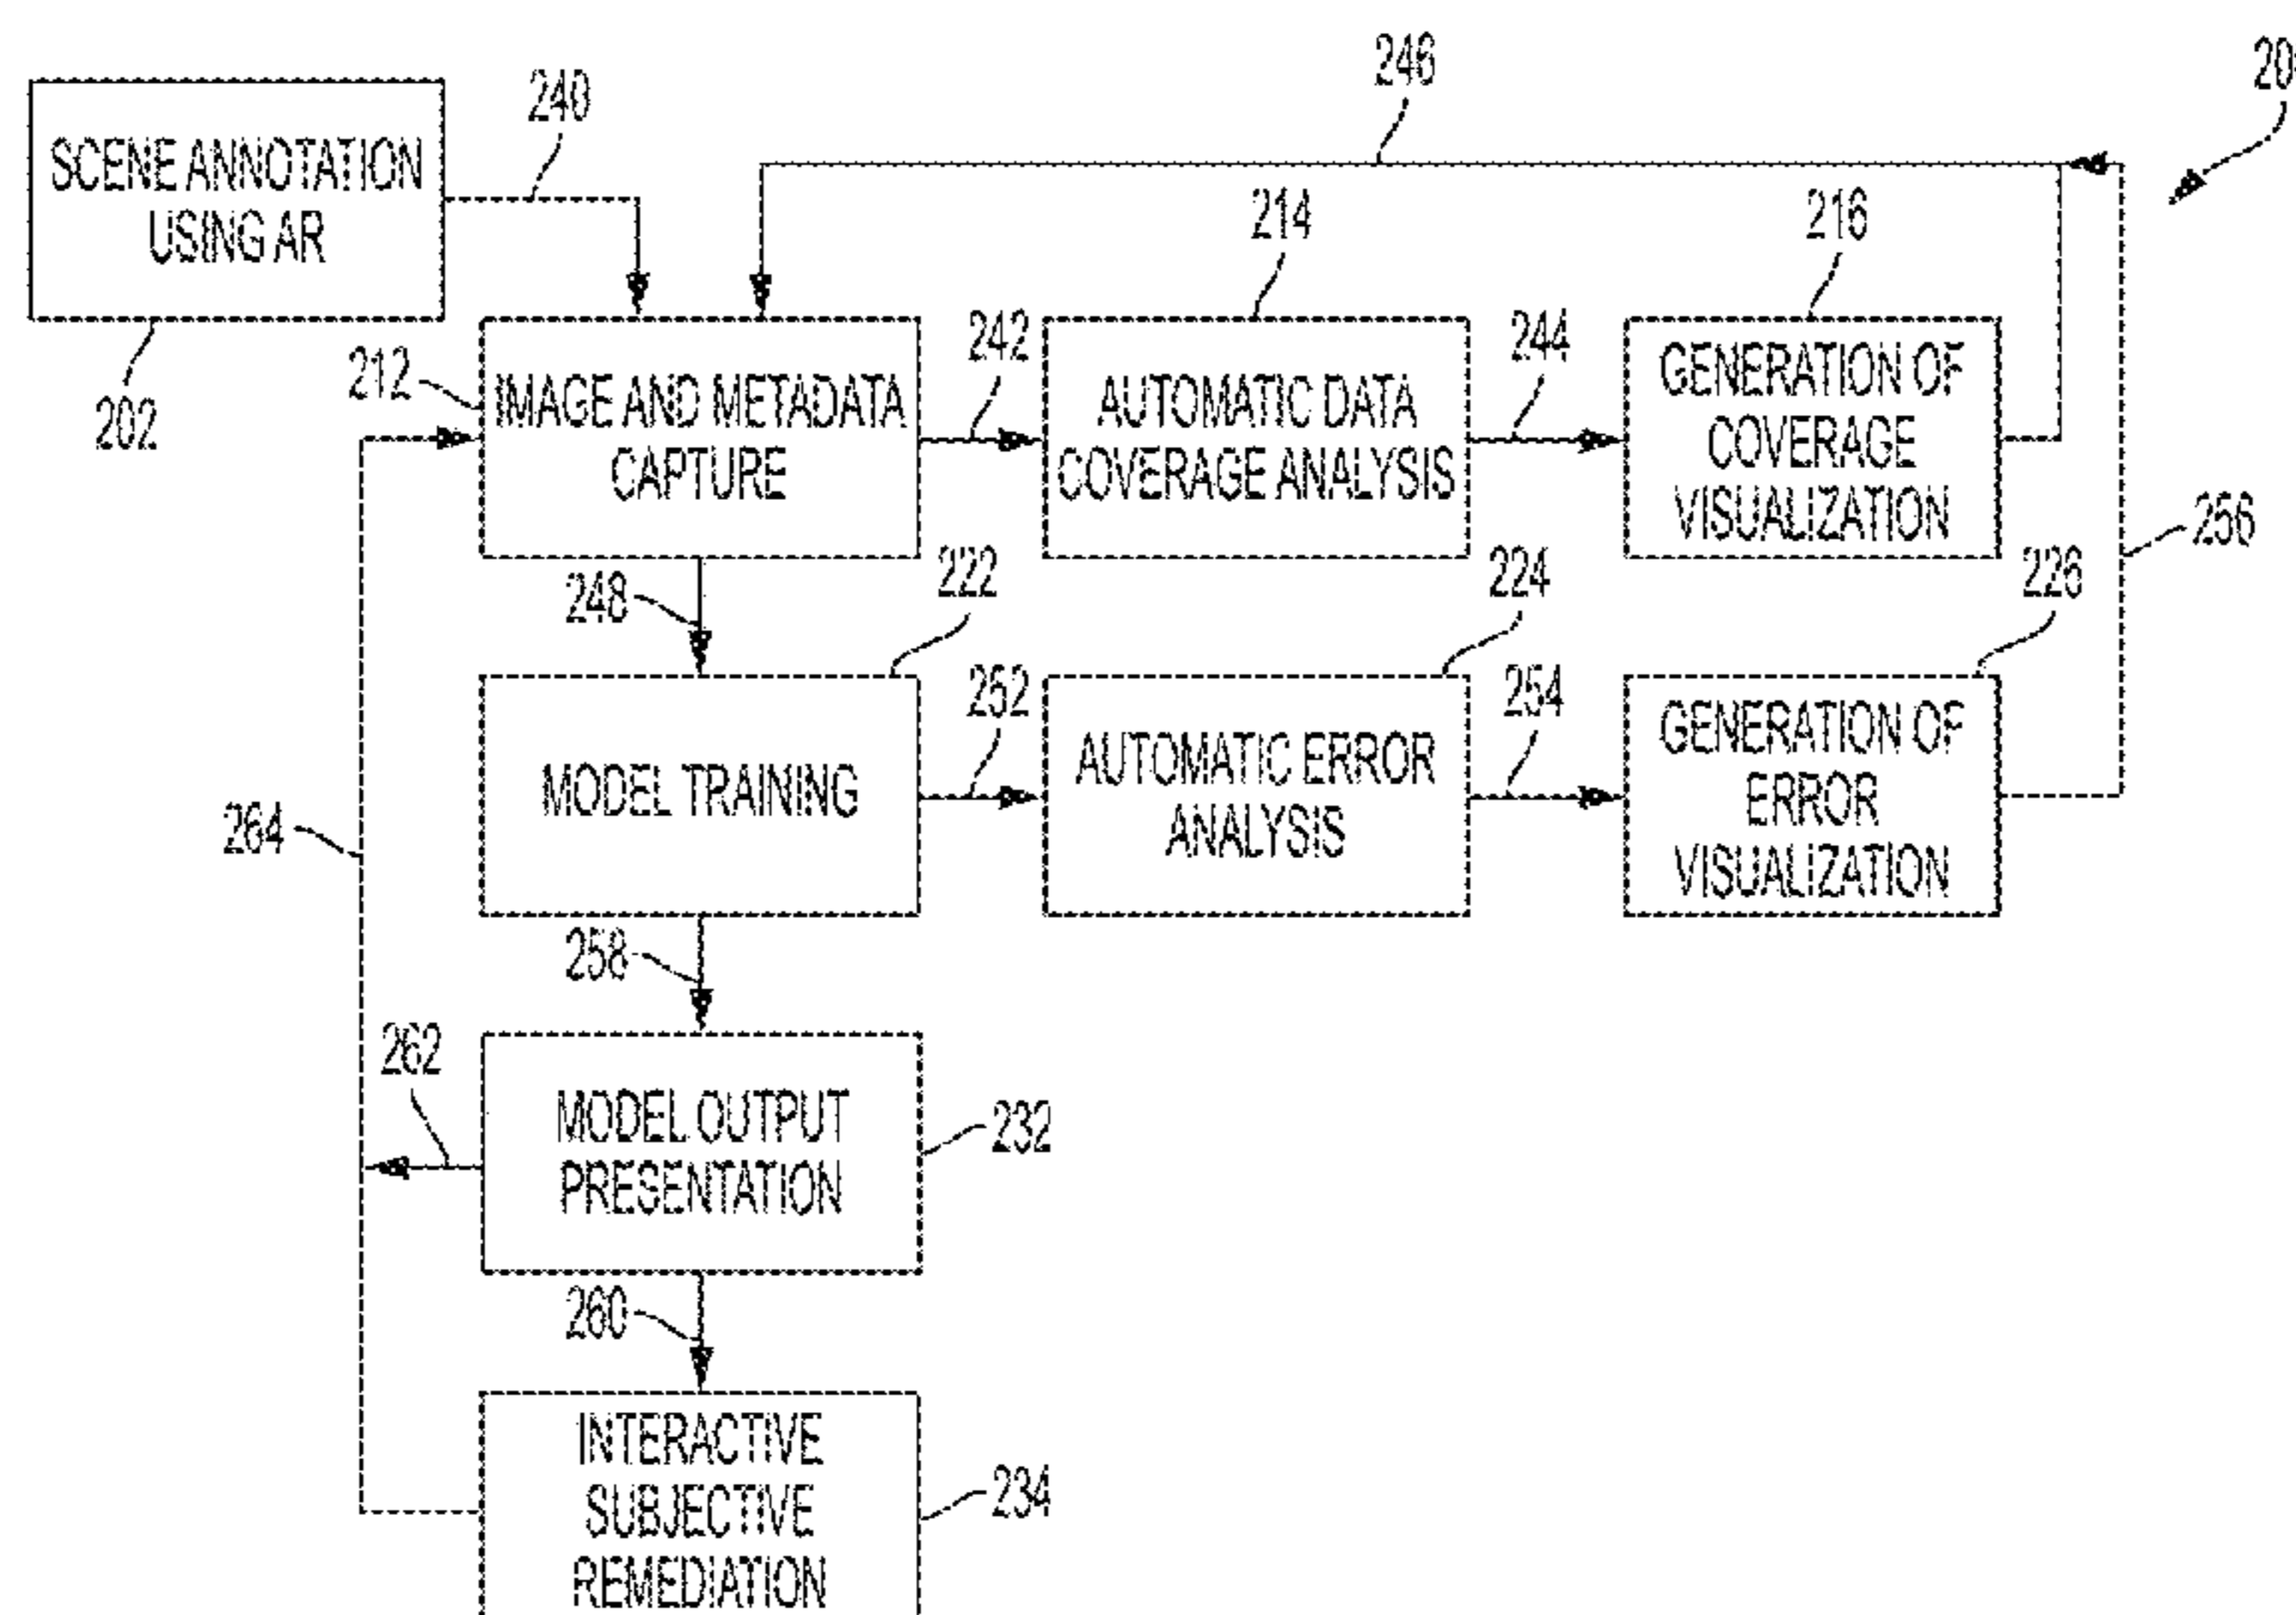 240
246
20
SCENE ANNOTATION
USING AR
214
216
202
212
IMAGE AND METADATA
CAPTURE
242
AUTOMATIC DATA
COVERAGE ANALYSIS
244
GENERATION OF
COVERAGE
VISUALIZATION
256
248
222
224
226
MODEL TRAINING
252
AUTOMATIC ERROR
ANALYSIS
254
GENERATION OF
ERROR
VISUALIZATION
264
258
262
MODEL OUTPUT
PRESENTATION
232
260
INTERACTIVE
SUBJECTIVE
REMEDIATION
234